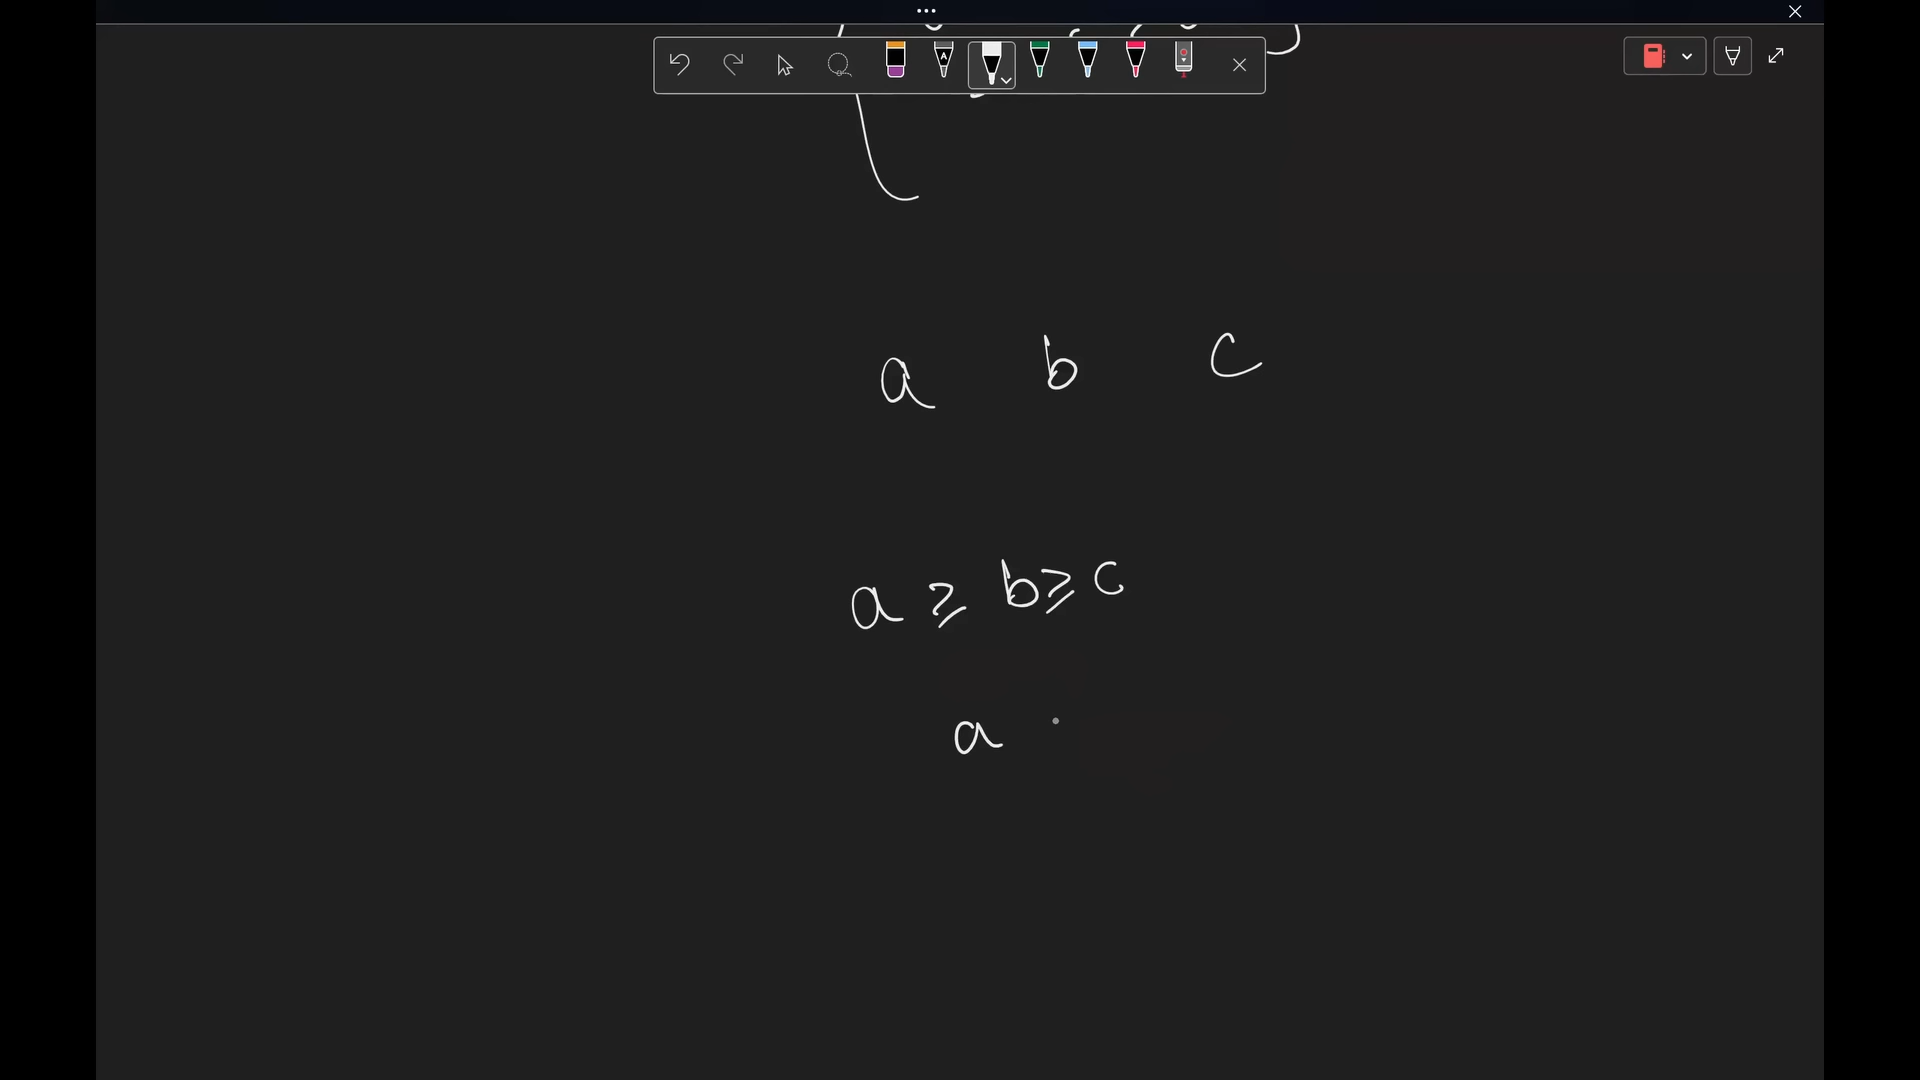 a b c
a ≥ b ≥ c
a